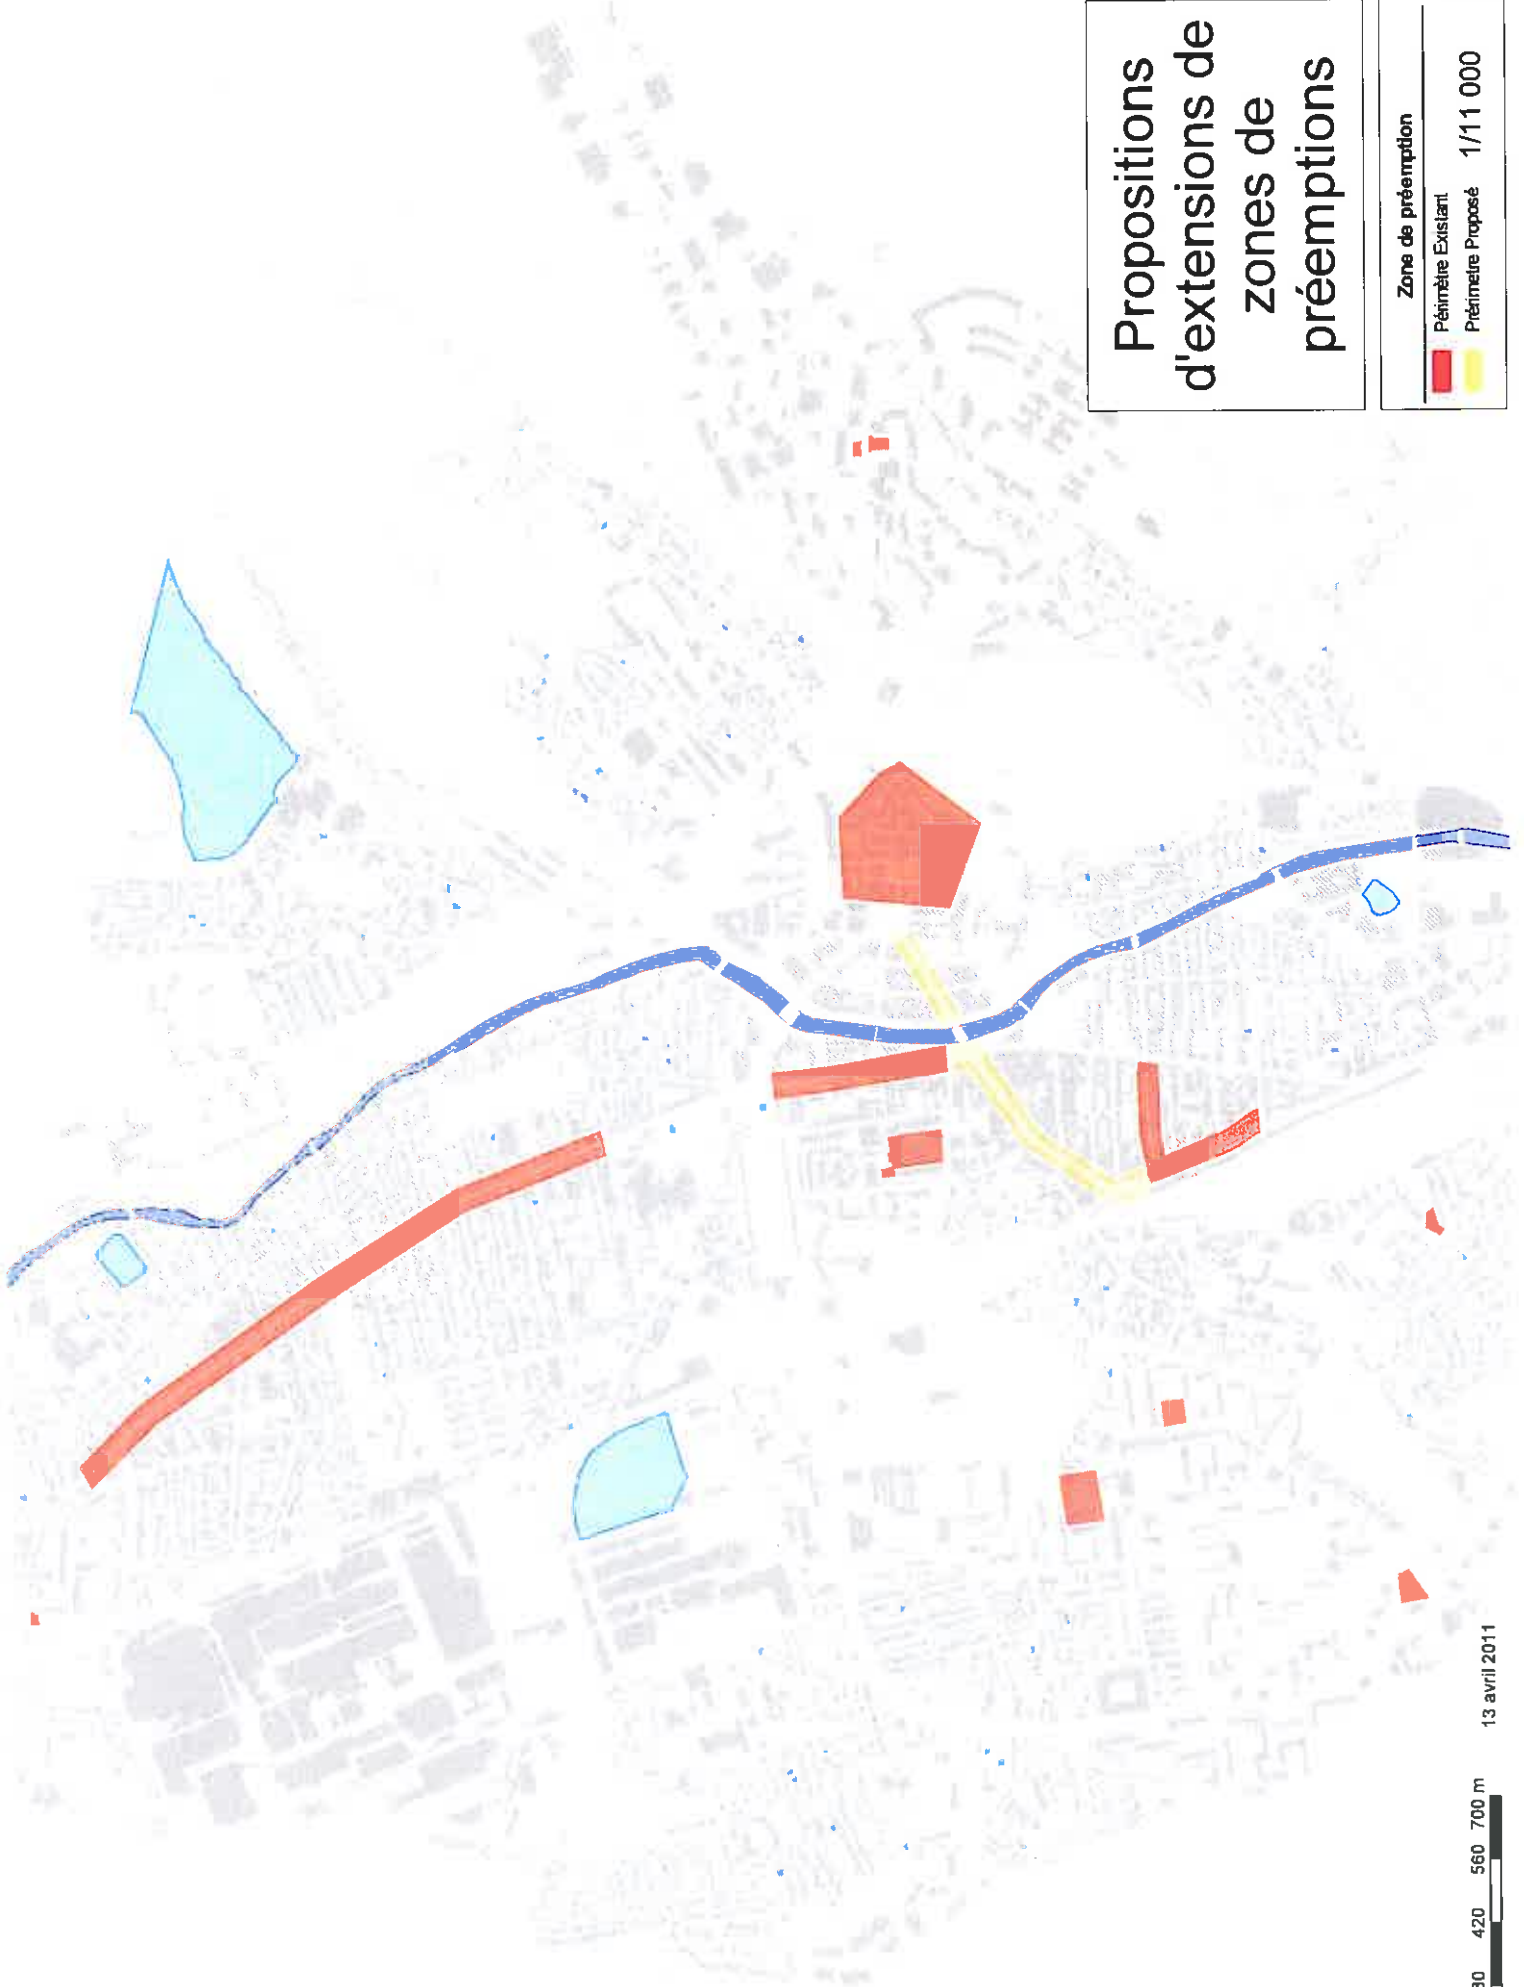 Propositions
d'extensions de
zones de
préemptions
Zone de préemption
Périmètre Existant
Prérimetre Proposé 1/11 000
13 avril 2011
420 560 700 m